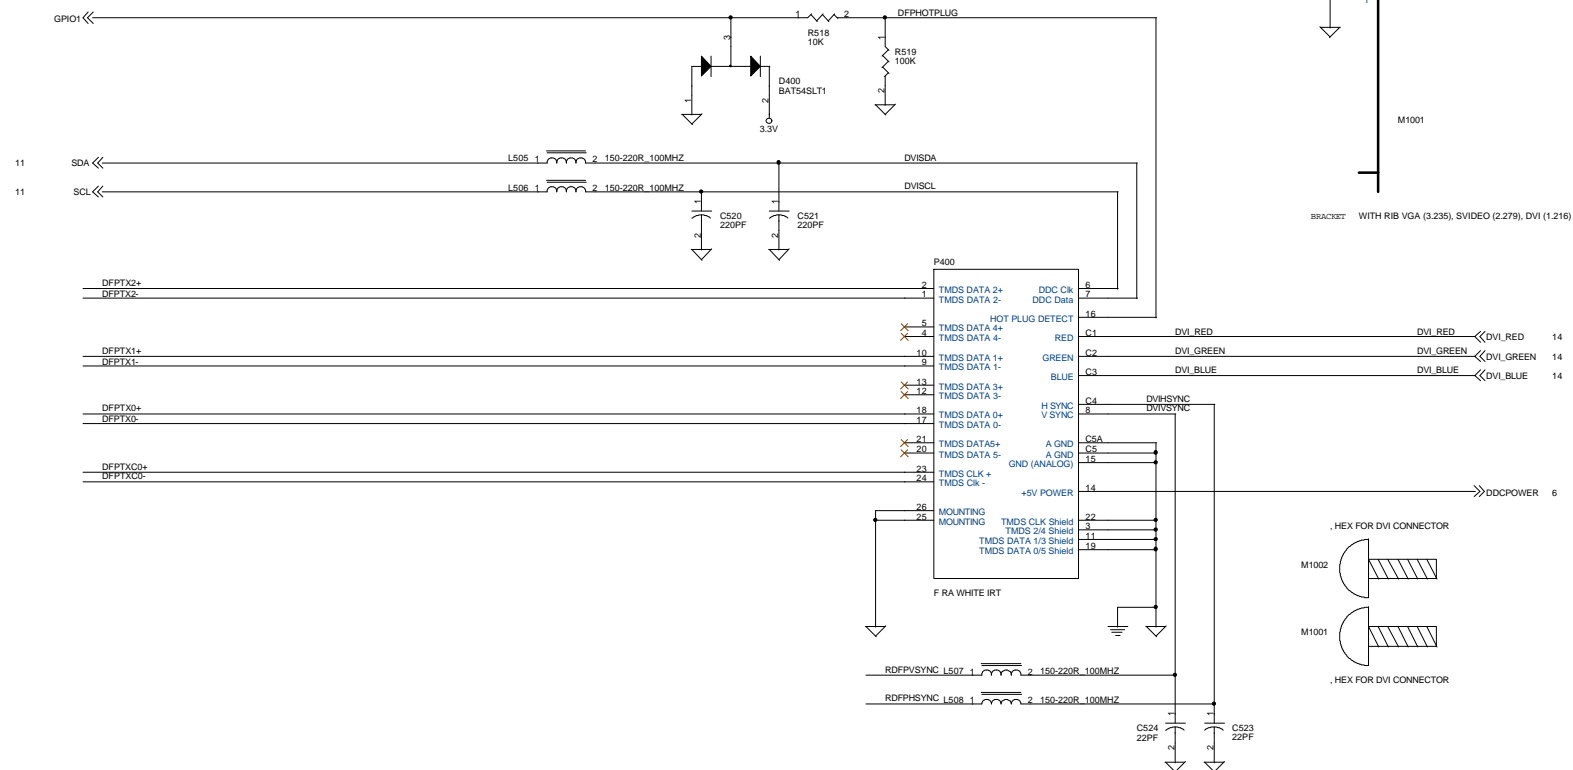 GPIO1
1
2
DFPHOTPLUG
R518
10K
3
1
R519
100K
2
D400
BAT54SLT1
1
2
3.3V
M1001
11
SDA
L505
1
2
150-220R_100MHZ
DVISDA
11
SCL
L506
1
2
150-220R_100MHZ
DVISCL
1
C520
220PF
2
1
C521
220PF
2
BRACKET
WITH RIB VGA (3.235), SVIDEO (2.279), DVI (1.216)
P400
DFPTX2+
2
TMDS DATA 2+
DDC Clk
6
DFPTX2-
1
TMDS DATA 2-
DDC Data
7
HOT PLUG DETECT
16
5
TMDS DATA 4+
4
TMDS DATA 4-
RED
C1
DVI_RED
DVI_RED
DVI_RED
14
DFPTX1+
10
TMDS DATA 1+
GREEN
C2
DVI_GREEN
DVI_GREEN
DVI_GREEN
14
DFPTX1-
9
TMDS DATA 1-
BLUE
C3
DVI_BLUE
DVI_BLUE
DVI_BLUE
14
13
TMDS DATA 3+
12
TMDS DATA 3-
H SYNC
C4
DVIHSYNC
DFPTX0+
18
TMDS DATA 0+
V SYNC
8
DVIVSYNC
DFPTX0-
17
TMDS DATA 0-
21
TMDS DATA5+
A GND
C5A
20
TMDS DATA 5-
A GND
C5
GND (ANALOG)
15
DFPTXC0+
23
TMDS CLK +
DFPTXC0-
24
TMDS Clk -
+5V POWER
14
DDCPOWER
6
26
MOUNTING
25
MOUNTING
TMDS CLK Shield
22
TMDS 2/4 Shield
3
TMDS DATA 1/3 Shield
11
TMDS DATA 0/5 Shield
19
F RA WHITE IRT
, HEX FOR DVI CONNECTOR
M1002
M1001
, HEX FOR DVI CONNECTOR
RDFPVSYNC
L507
1
2
150-220R_100MHZ
RDFPHSYNC
L508
1
2
150-220R_100MHZ
C524
22PF
1
2
1
C523
22PF
2